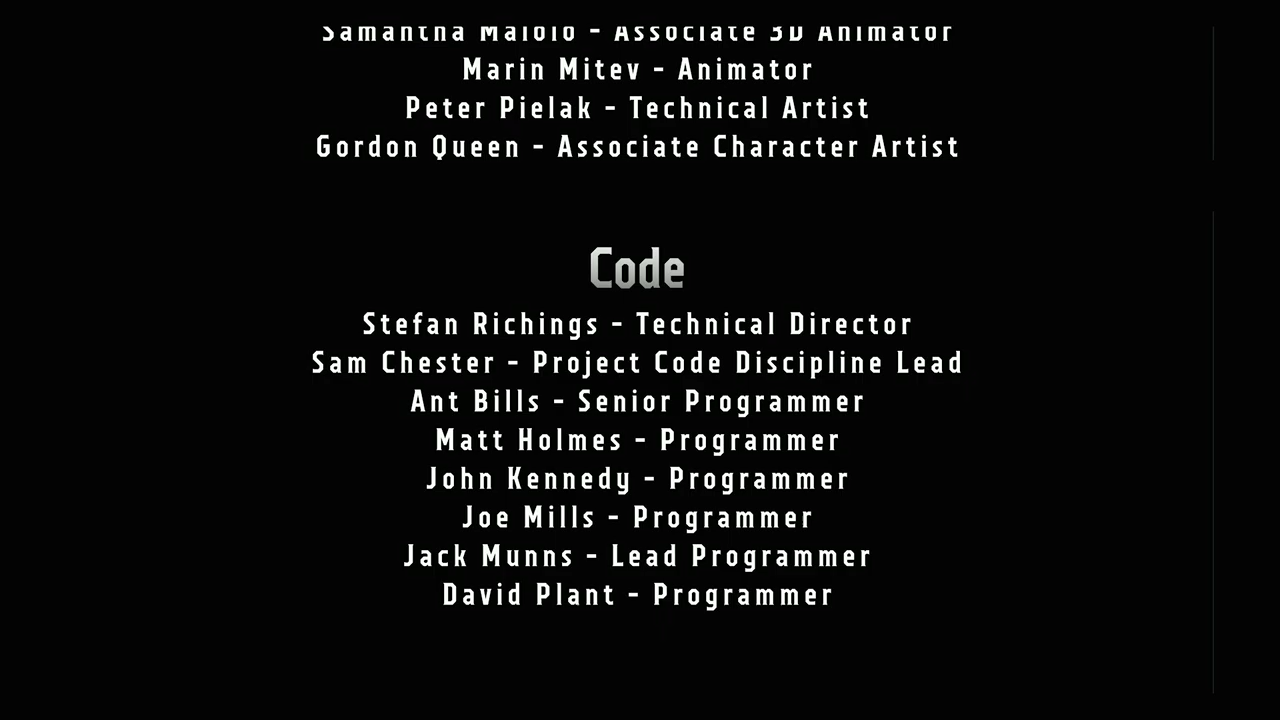 Samantha Maiolo - Associate 3D Animator
Marin Mitev - Animator
Peter Pielak - Technical Artist
Gordon Queen - Associate Character Artist
Code
Stefan Richings - Technical Director
Sam Chester - Project Code Discipline Lead
Ant Bills - Senior Programmer
Matt Holmes - Programmer
John Kennedy - Programmer
Joe Mills - Programmer
Jack Munns - Lead Programmer
David Plant - Programmer